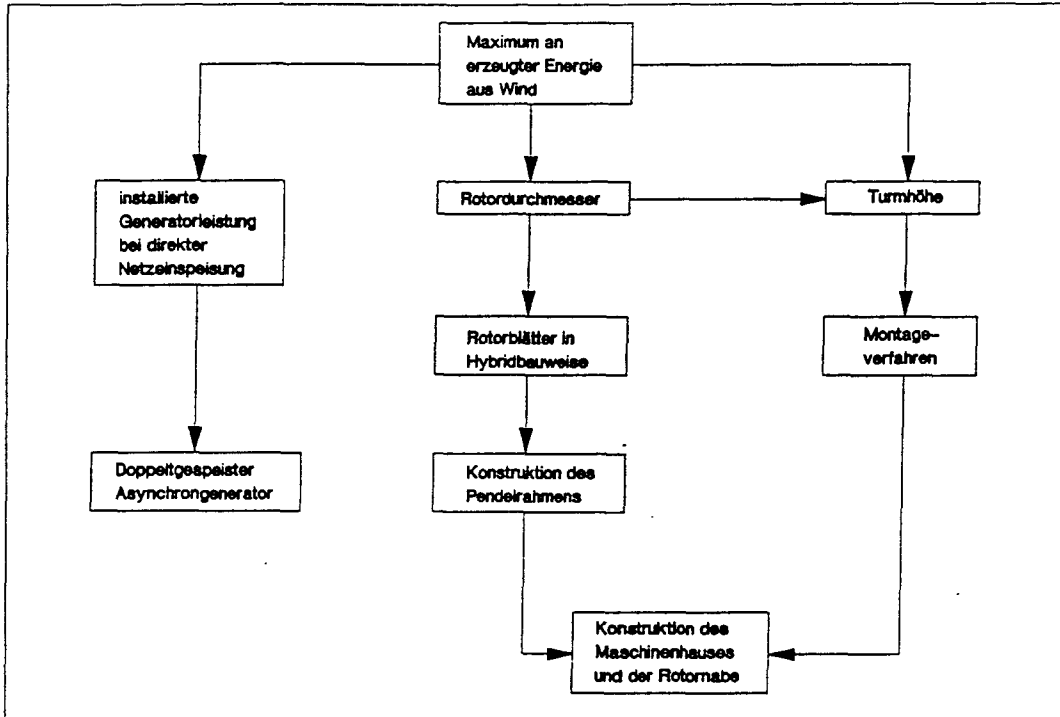 Maximum an
erzeugter Energie
aus Wind
installierte
Generatorleistung
bei direkter
Netzeinspeisung
Rotordurchmesser
Turmhöhe
Rotorblätter in
Hybridbauweise
Montage-
verfahren
Doppeltgespeister
Asynchrongenerator
Konstruktion des
Pendelrahmens
Konstruktion des
Maschinenhauses
und der Rotornabe